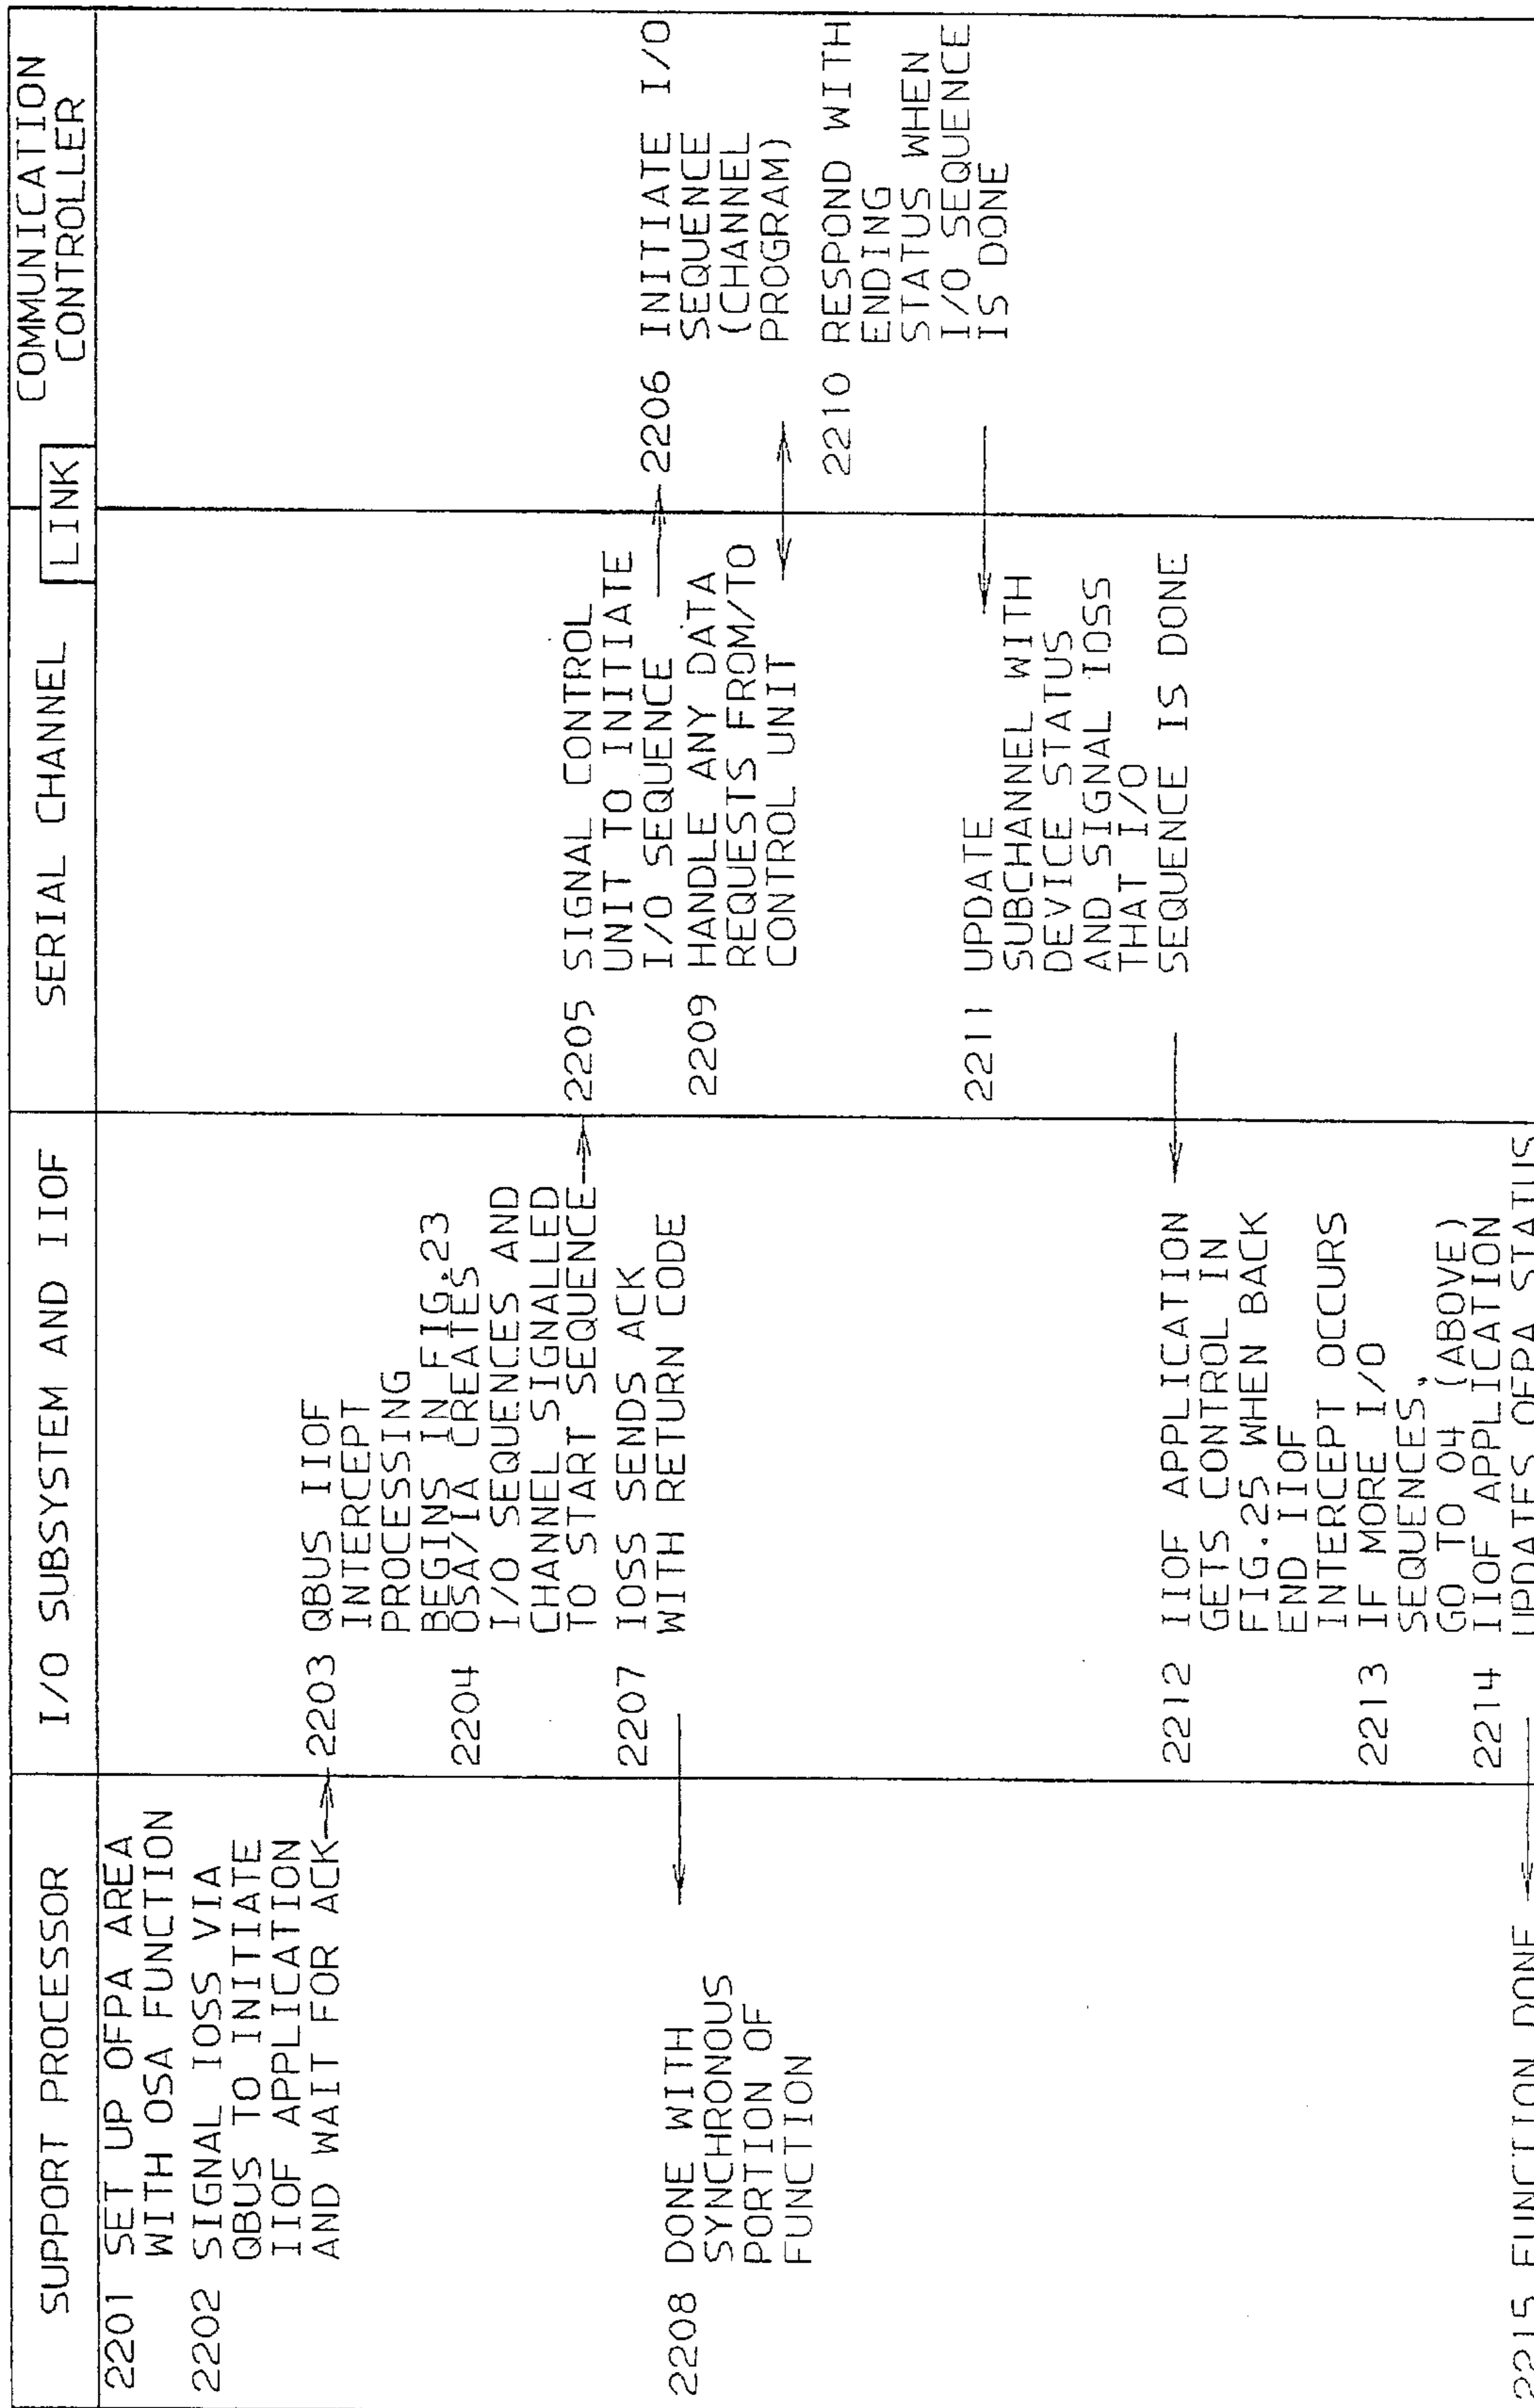 SUPPORT PROCESSOR
I/O SUBSYSTEM AND IIOF
SERIAL CHANNEL
LINK
COMMUNICATION
CONTROLLER
2201 SET UP OFPA AREA
WITH OSA FUNCTION
2202 SIGNAL IOSS VIA
QBUS TO INITIATE
IIOF APPLICATION
AND WAIT FOR ACK
2203 QBUS IIOF
INTERCEPT
PROCESSING
BEGINS IN FIG.23
2204 OSA/IA CREATES
I/O SEQUENCES AND
CHANNEL SIGNALLED
TO START SEQUENCE
2205 SIGNAL CONTROL
UNIT TO INITIATE
I/O SEQUENCE
2206 INITIATE I/O
SEQUENCE
(CHANNEL
PROGRAM)
2207 IOSS SENDS ACK
WITH RETURN CODE
2208 DONE WITH
SYNCHRONOUS
PORTION OF
FUNCTION
2209 HANDLE ANY DATA
REQUESTS FROM/TO
CONTROL UNIT
2210 RESPOND WITH
ENDING
STATUS WHEN
I/O SEQUENCE
IS DONE
2211 UPDATE
SUBCHANNEL WITH
DEVICE STATUS
AND SIGNAL IOSS
THAT I/O
SEQUENCE IS DONE
2212 IIOF APPLICATION
GETS CONTROL IN
FIG.25 WHEN BACK
END IIOF
INTERCEPT OCCURS
2213 IF MORE I/O
SEQUENCES,
GO TO 04 (ABOVE)
2214 IIOF APPLICATION
UPDATES OFPA STATUS
2215 FUNCTION DONE